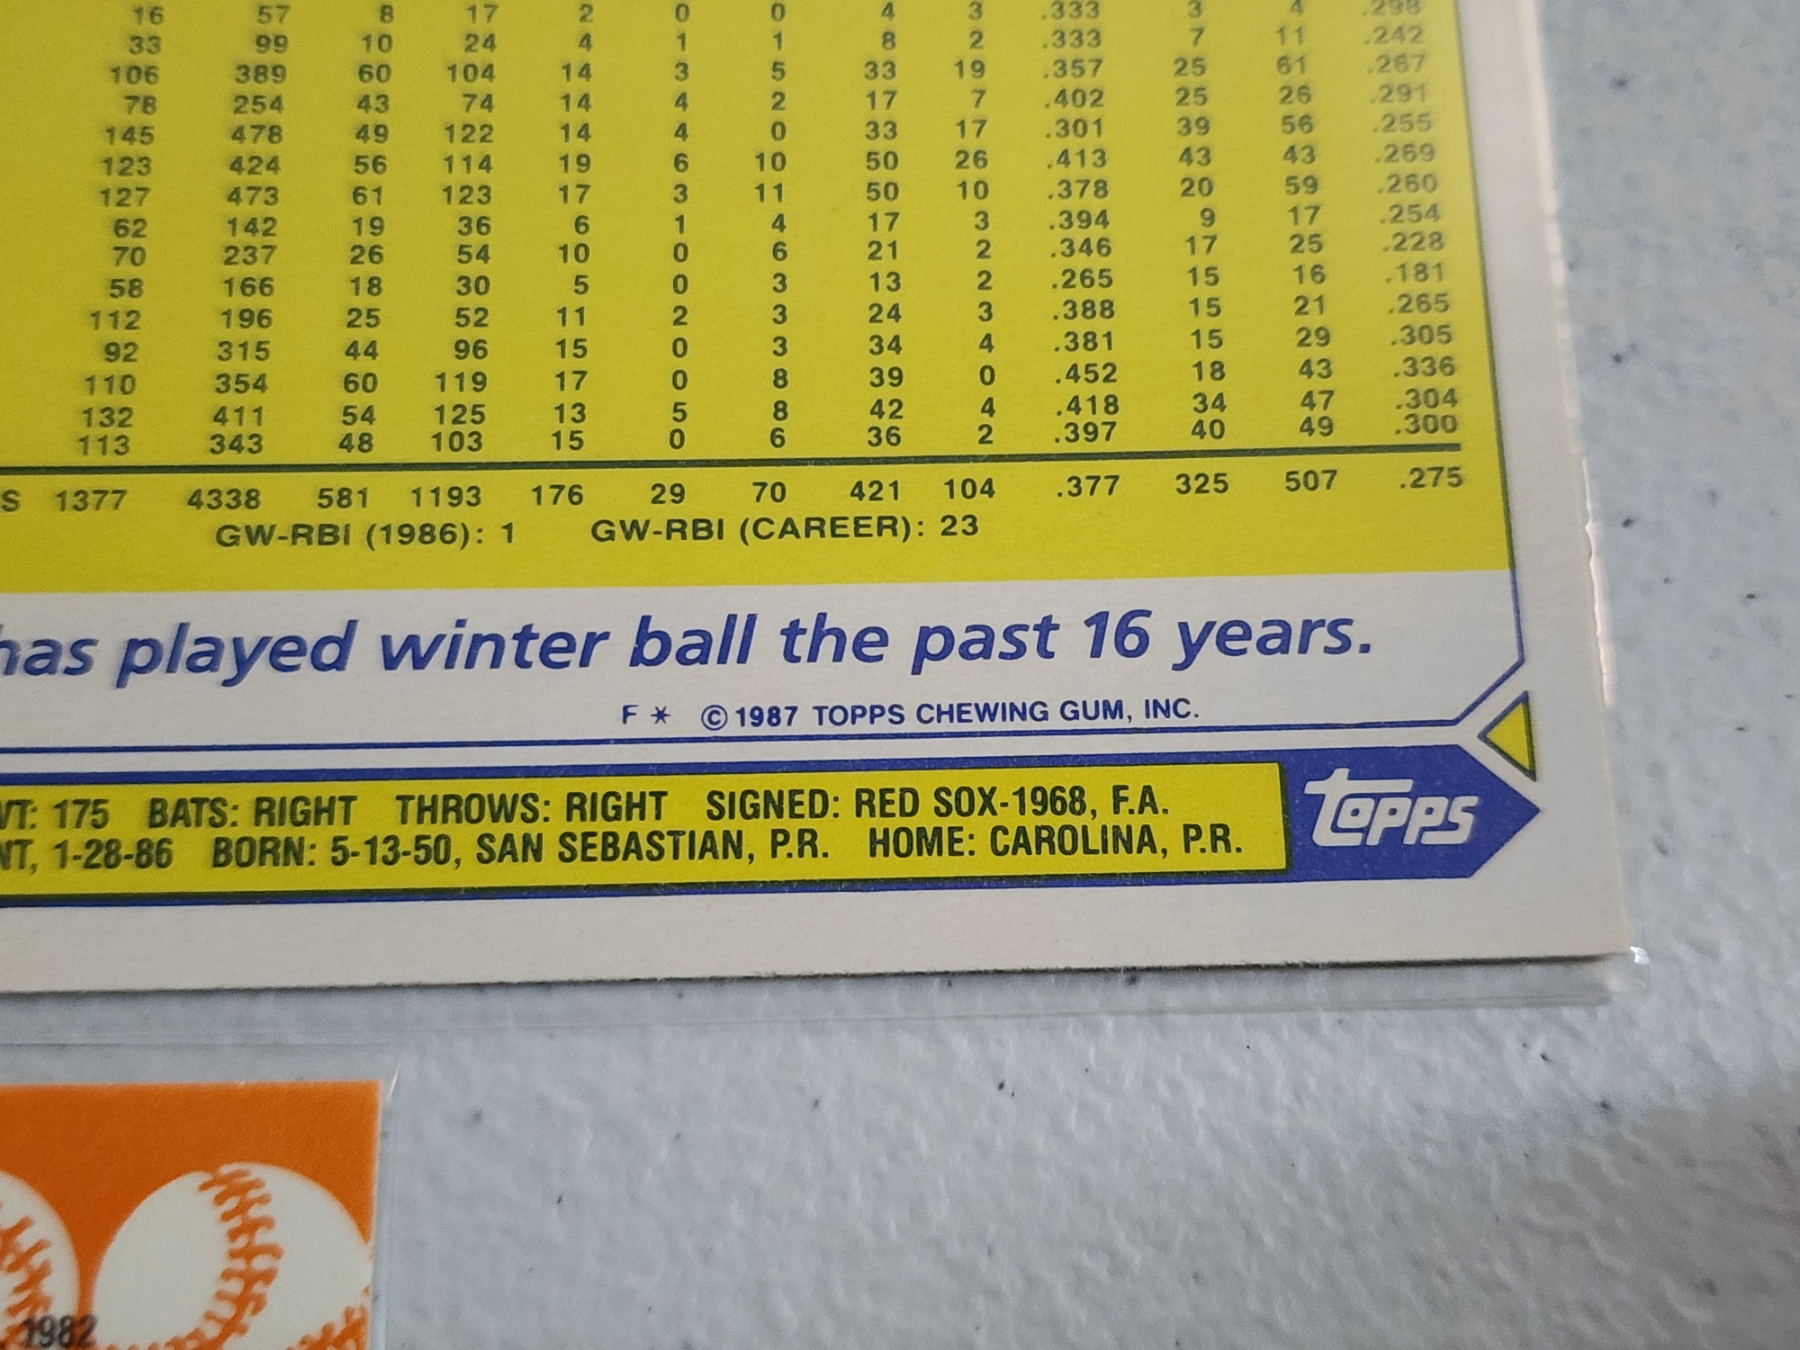 16 57 8 17 2 0 0 4 3 .333 3 4 .298
33 99 10 24 4 1 1 8 2 .333 7 11 .242
106 389 60 104 14 3 5 33 19 .357 25 61 .267
78 254 43 74 14 4 2 17 7 .402 25 26 .291
145 478 49 122 14 4 0 33 17 .301 39 56 .255
123 424 56 114 19 6 10 50 26 .413 43 43 .269
127 473 61 123 17 3 11 50 10 .378 20 59 .260
62 142 19 36 6 1 4 17 3 .394 9 17 .254
70 237 26 54 10 0 6 21 2 .346 17 25 .228
58 166 18 30 5 0 3 13 2 .265 15 16 .181
112 196 25 52 11 2 3 24 3 .388 15 21 .265
92 315 44 96 15 0 3 34 4 .381 15 29 .305
110 354 60 119 17 0 8 39 0 .452 18 43 .336
132 411 54 125 13 5 8 42 4 .418 34 47 .304
113 343 48 103 15 0 6 36 2 .397 40 49 .300
S 1377 4338 581 1193 176 29 70 421 104 .377 325 507 .275
GW-RBI (1986): 1 GW-RBI (CAREER): 23
has played winter ball the past 16 years.
F * © 1987 TOPPS CHEWING GUM, INC.
WT: 175 BATS: RIGHT THROWS: RIGHT SIGNED: RED SOX-1968, F.A.
NT, 1-28-86 BORN: 5-13-50, SAN SEBASTIAN, P.R. HOME: CAROLINA, P.R.
topps
1982